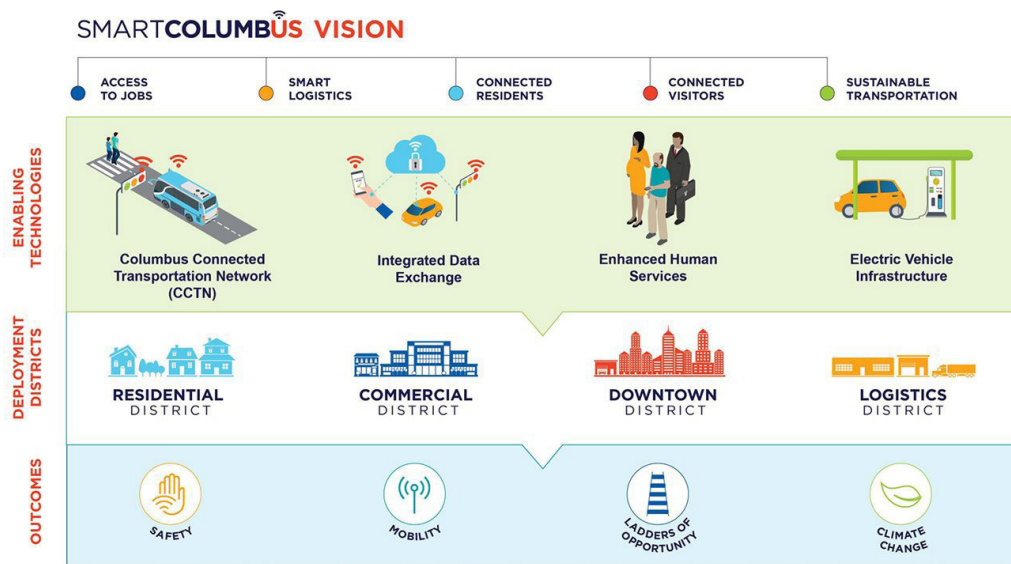 SMARTCOLUMBUS VISION
ACCESS
TO JOBS
SMART
LOGISTICS
CONNECTED
RESIDENTS
CONNECTED
VISITORS
SUSTAINABLE
TRANSPORTATION
ENABLING
TECHNOLOGIES
Columbus Connected
Transportation Network
(CCTN)
Integrated Data
Exchange
Enhanced Human
Services
Electric Vehicle
Infrastructure
DEPLOYMENT
DISTRICTS
RESIDENTIAL
DISTRICT
COMMERCIAL
DISTRICT
DOWNTOWN
DISTRICT
LOGISTICS
DISTRICT
OUTCOMES
SAFETY
MOBILITY
LADDERS OF
OPPORTUNITY
CLIMATE
CHANGE